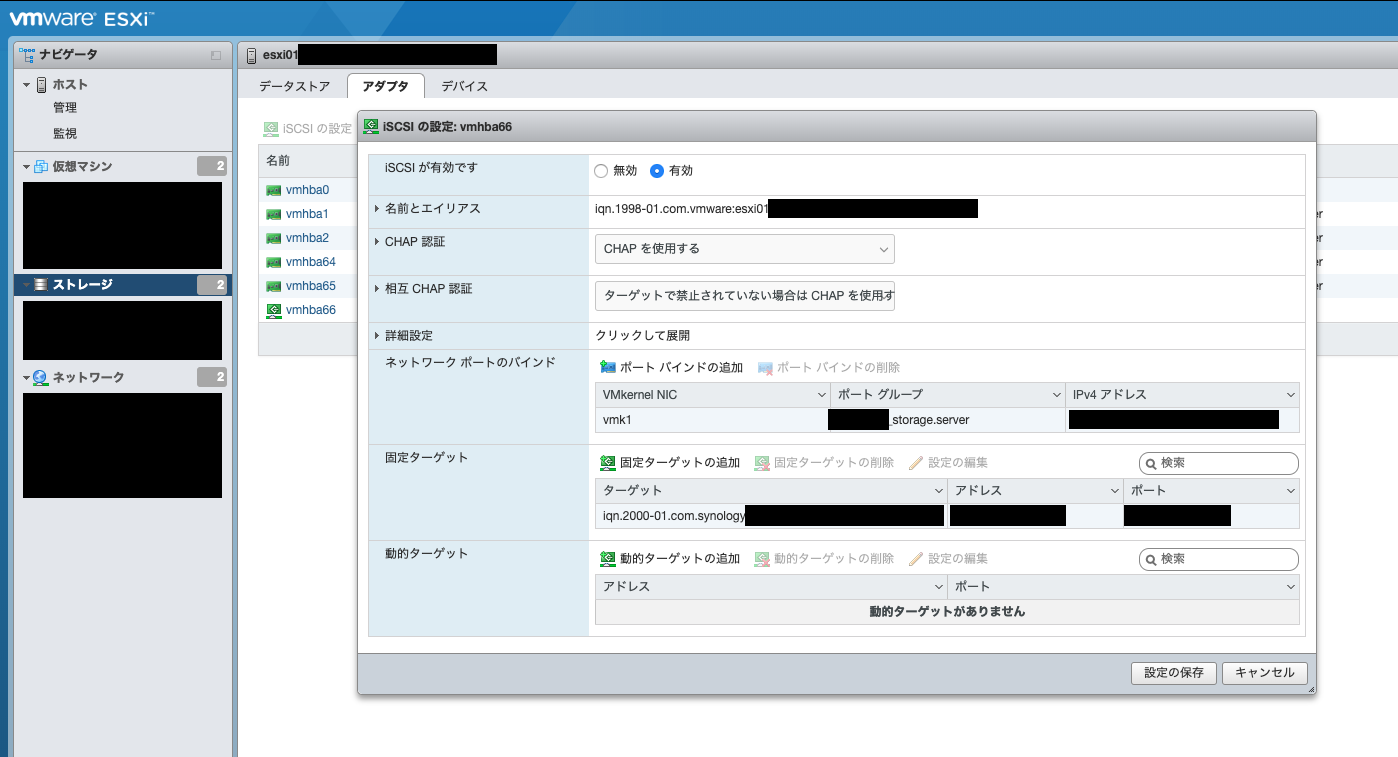 vmware ESXi™
ナビゲータ
ホスト
管理
監視
仮想マシン 2
ストレージ 2
ネットワーク 2
esxi01
データストア アダプタ デバイス
iSCSI の設定
名前
vmhba0
vmhba1
vmhba2
vmhba64
vmhba65
vmhba66
iSCSI の設定: vmhba66
iSCSI が有効です 無効 有効
名前とエイリアス iqn.1998-01.com.vmware:esxi01
CHAP 認証 CHAP を使用する
相互 CHAP 認証 ターゲットで禁止されていない場合は CHAP を使用す
詳細設定 クリックして展開
ネットワーク ポートのバインド ポート バインドの追加 ポート バインドの削除
VMkernel NIC ポート グループ IPv4 アドレス
vmk1 _storage.server
固定ターゲット 固定ターゲットの追加 固定ターゲットの削除 設定の編集 検索
ターゲット アドレス ポート
iqn.2000-01.com.synology
動的ターゲット 動的ターゲットの追加 動的ターゲットの削除 設定の編集 検索
アドレス ポート
動的ターゲットがありません
設定の保存 キャンセル